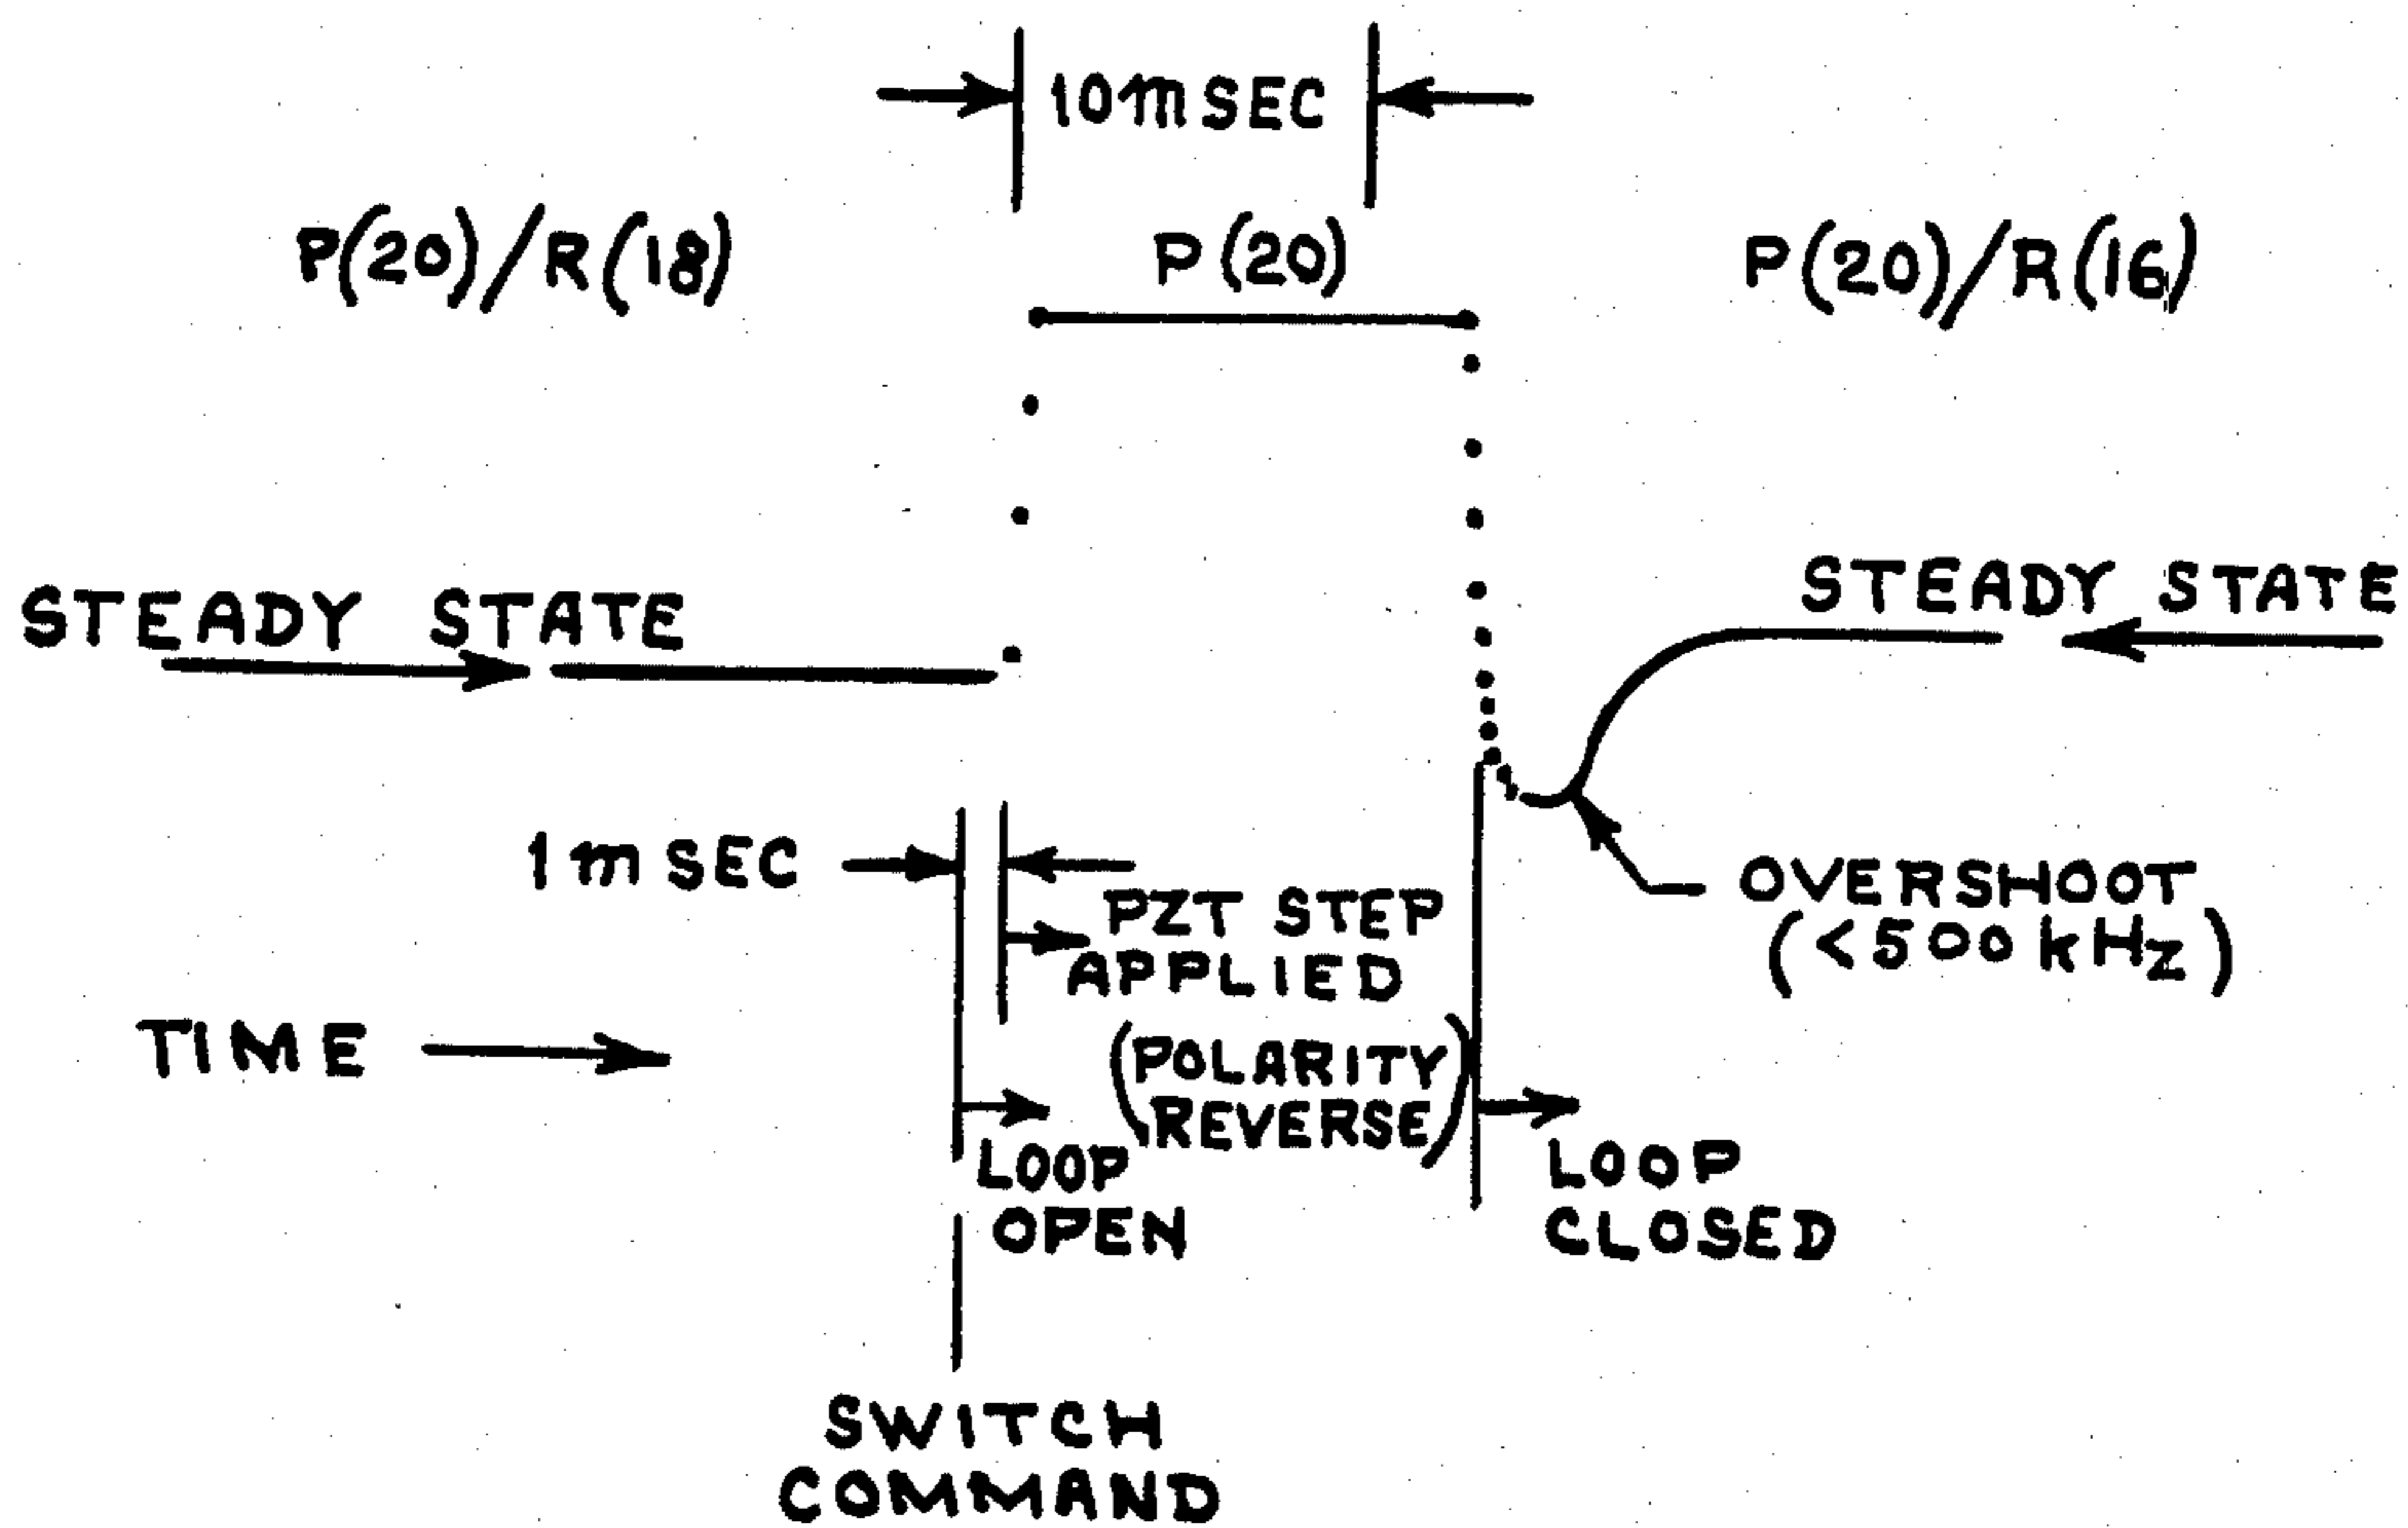 10 mSEC
P(20)/R(18)
P(20)
P(20)/R(16)
STEADY STATE
STEADY STATE
1 mSEC
PZT STEP
APPLIED
OVERSHOOT
(<500 kHz)
TIME
(POLARITY
REVERSE)
LOOP
OPEN
LOOP
CLOSED
SWITCH
COMMAND